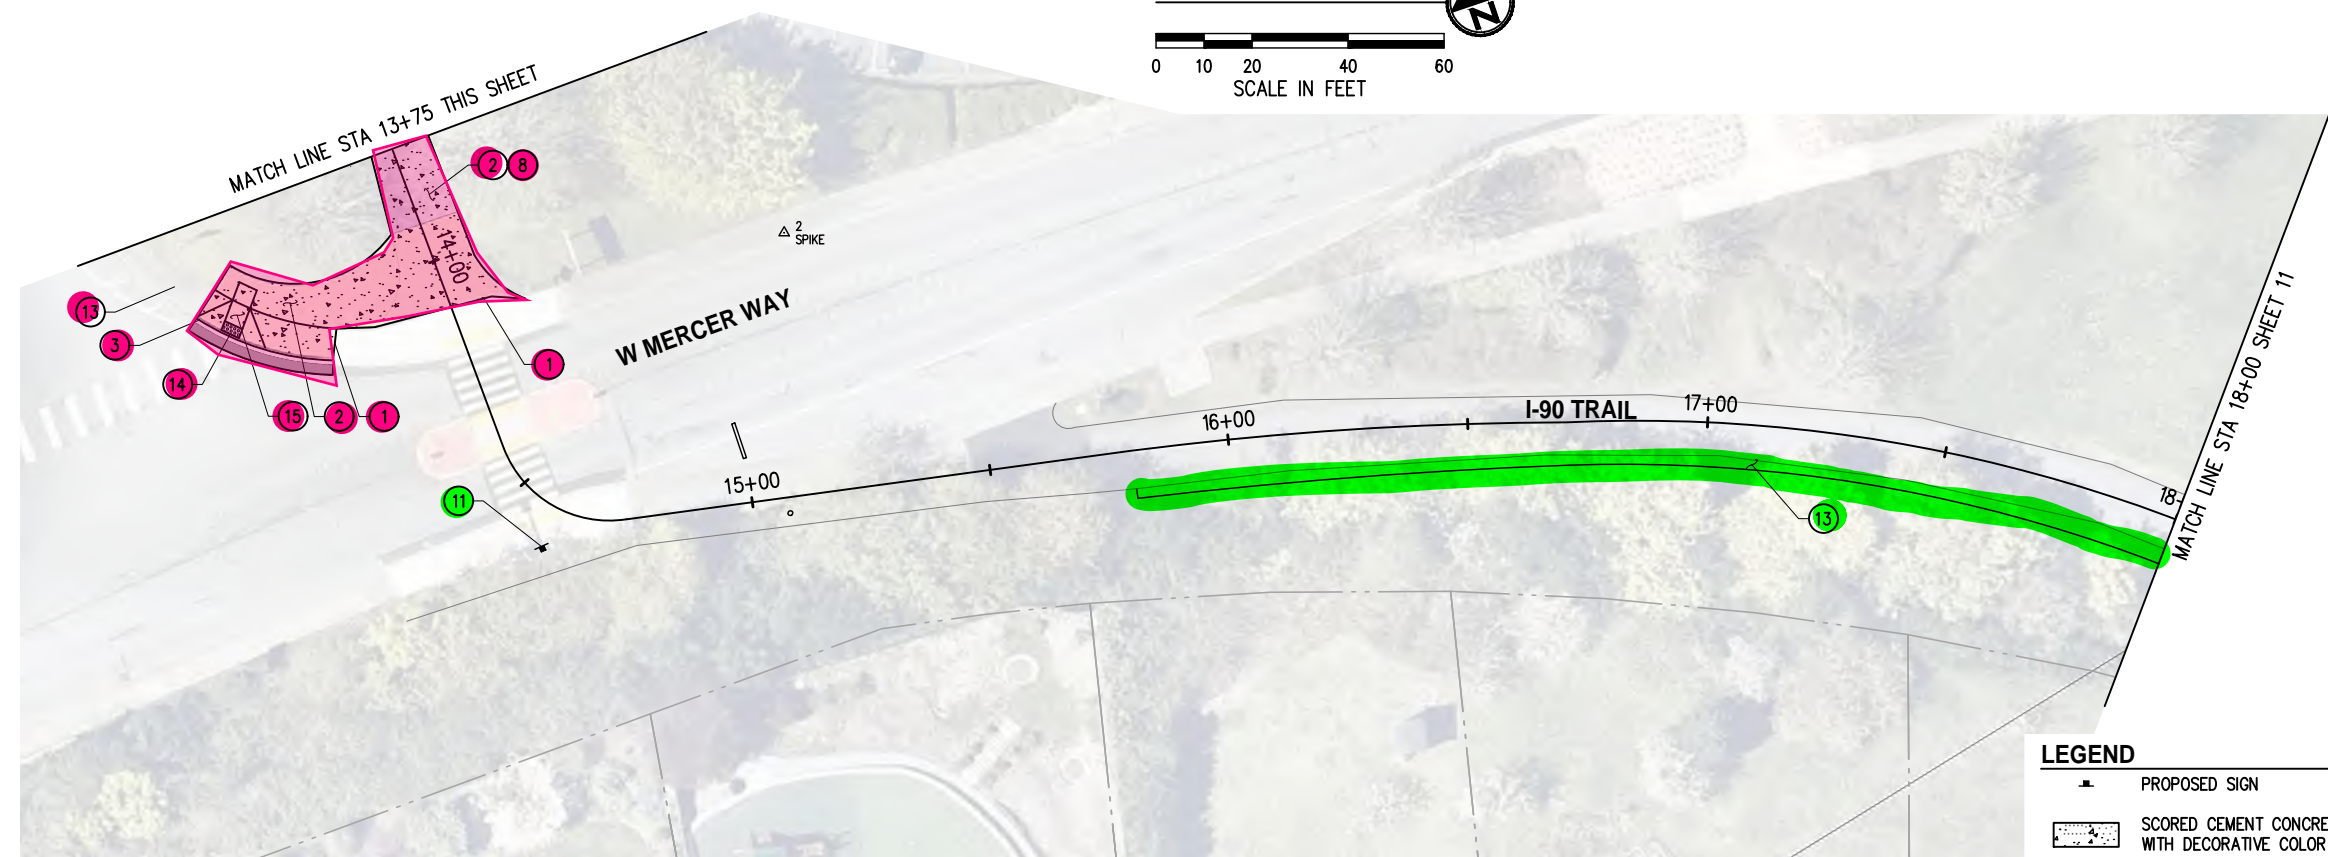 N
0 10 20 40 60
SCALE IN FEET
MATCH LINE STA 13+75 THIS SHEET
2 8
14+00
2
SPIKE
13
3
14
15 2 1
1
W MERCER WAY
11
15+00
16+00
I-90 TRAIL
17+00
13
18-
MATCH LINE STA 18+00 SHEET 11
LEGEND
PROPOSED SIGN
SCORED CEMENT CONCRE
WITH DECORATIVE COLOR